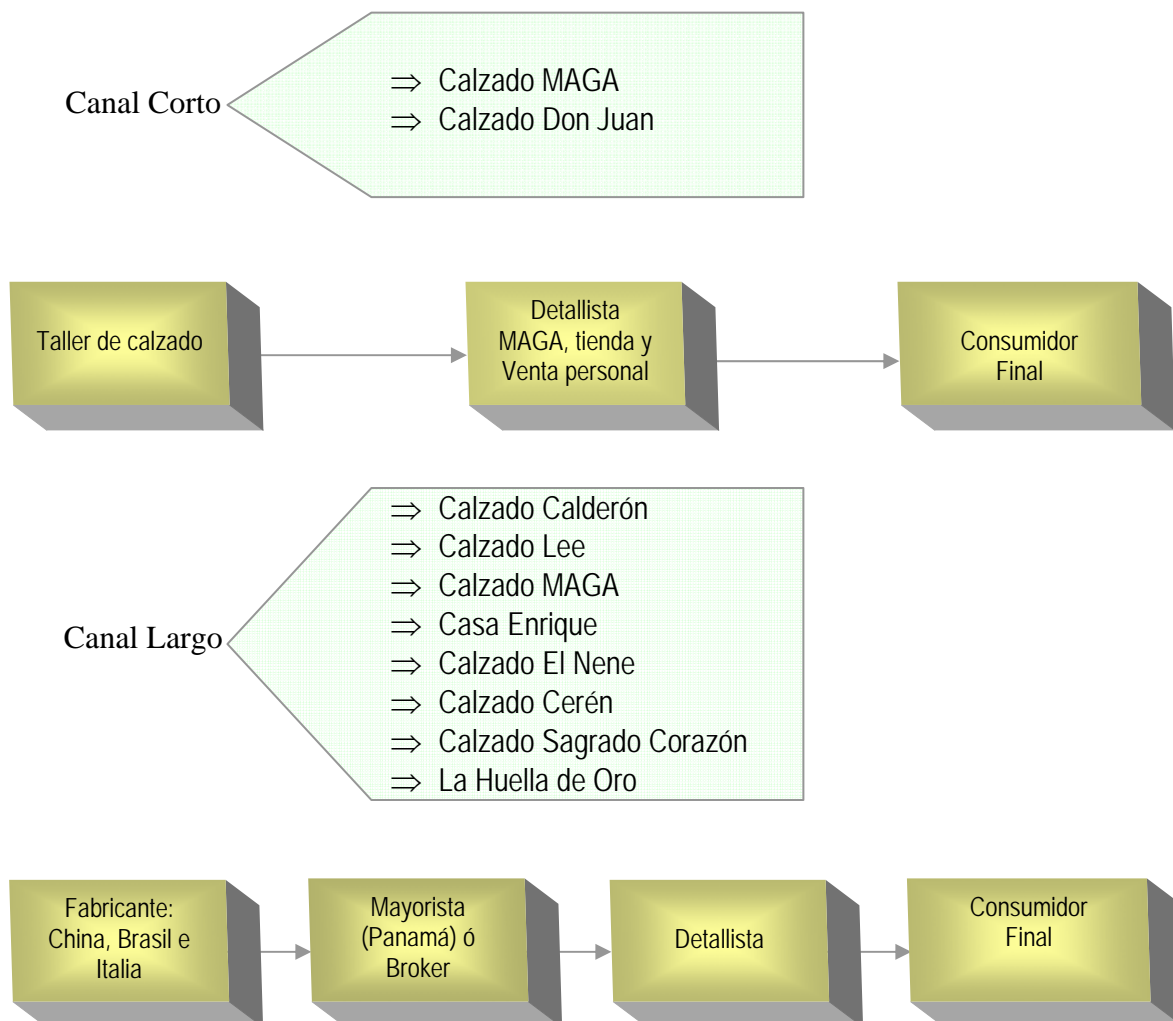 Canal Corto
⇒ Calzado MAGA
⇒ Calzado Don Juan
Taller de calzado
Detallista
MAGA, tienda y
Venta personal
Consumidor
Final
Canal Largo
⇒ Calzado Calderón
⇒ Calzado Lee
⇒ Calzado MAGA
⇒ Casa Enrique
⇒ Calzado El Nene
⇒ Calzado Cerén
⇒ Calzado Sagrado Corazón
⇒ La Huella de Oro
Fabricante:
China, Brasil e
Italia
Mayorista
(Panamá) ó
Broker
Detallista
Consumidor
Final